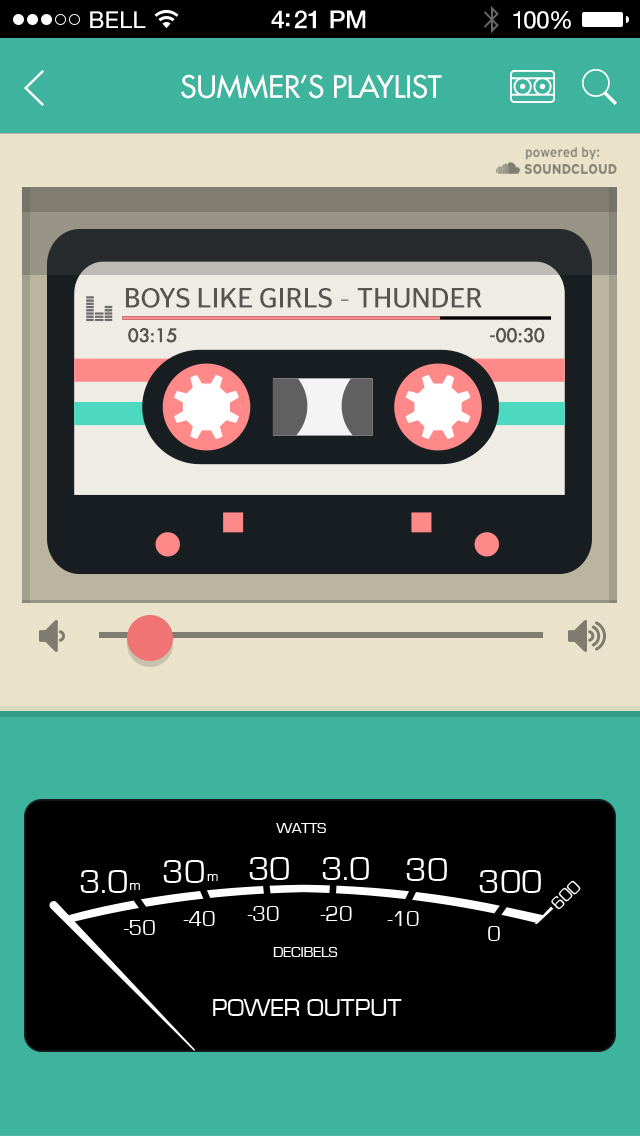 BELL 4:21 PM 100%
SUMMER'S PLAYLIST
powered by:
SOUNDCLOUD
BOYS LIKE GIRLS - THUNDER
03:15 -00:30
WATTS
3.0m 30m 30 3.0 30 300 600
-50 -40 -30 -20 -10 0
DECIBELS
POWER OUTPUT